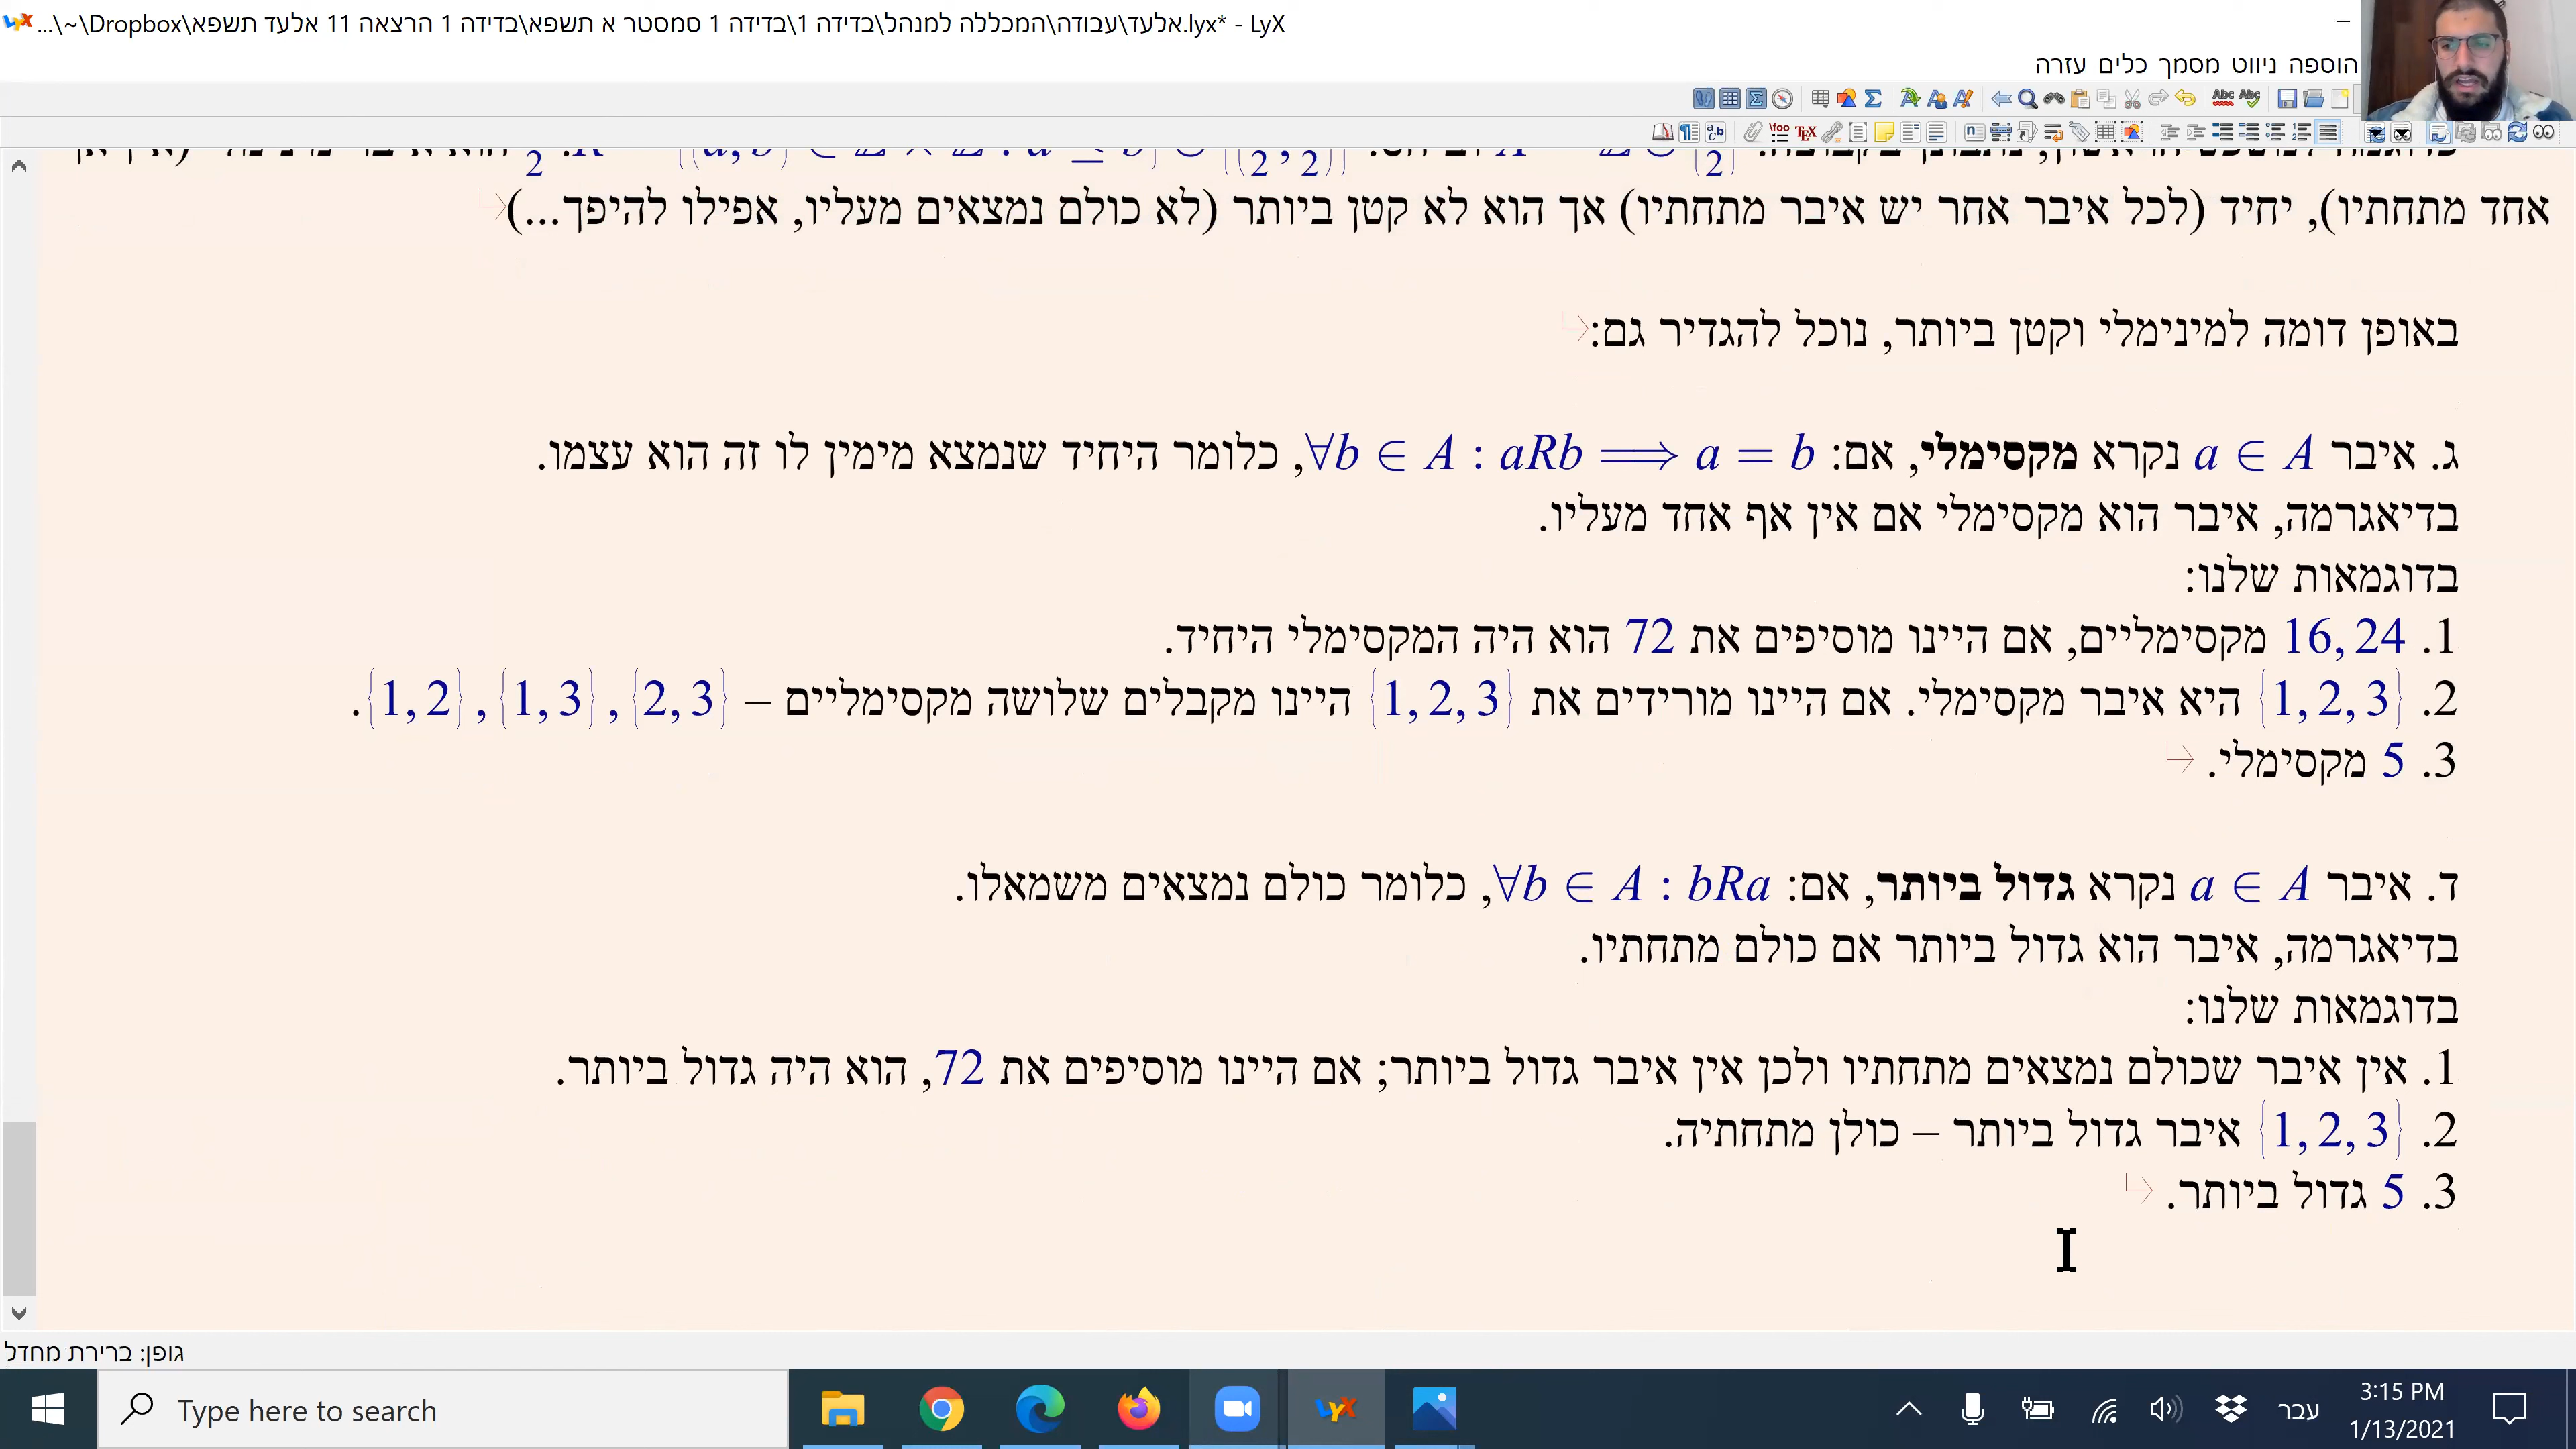 ...\~\Dropbox\אלעד\עבודה\המכללה למנהל\בדידה 1\בדידה 1 סמסטר א תשפא\בדידה 1 הרצאה 11 אלעד תשפא.lyx* - LyX
הוספה ניווט מסמך כלים עזרה
אחד מתחתיו), יחיד (לכל איבר אחר יש איבר מתחתיו) אך הוא לא קטן ביותר (לא כולם נמצאים מעליו, אפילו להיפך...)
באופן דומה למינימלי וקטן ביותר, נוכל להגדיר גם:
ג. איבר a ∈ A נקרא מקסימלי, אם: ∀b ∈ A : aRb ⟹ a = b, כלומר היחיד שנמצא מימין לו זה הוא עצמו.
בדיאגרמה, איבר הוא מקסימלי אם אין אף אחד מעליו.
בדוגמאות שלנו:
1. 16, 24 מקסימליים, אם היינו מוסיפים את 72 הוא היה המקסימלי היחיד.
2. {1, 2, 3} היא איבר מקסימלי. אם היינו מורידים את {1, 2, 3} היינו מקבלים שלושה מקסימליים – {1, 2} , {1, 3} , {2, 3}.
3. 5 מקסימלי.
ד. איבר a ∈ A נקרא גדול ביותר, אם: ∀b ∈ A : bRa, כלומר כולם נמצאים משמאלו.
בדיאגרמה, איבר הוא גדול ביותר אם כולם מתחתיו.
בדוגמאות שלנו:
1. אין איבר שכולם נמצאים מתחתיו ולכן אין איבר גדול ביותר; אם היינו מוסיפים את 72, הוא היה גדול ביותר.
2. {1, 2, 3} איבר גדול ביותר – כולן מתחתיה.
3. 5 גדול ביותר.
גופן: ברירת מחדל
Type here to search
עבר
3:15 PM
1/13/2021